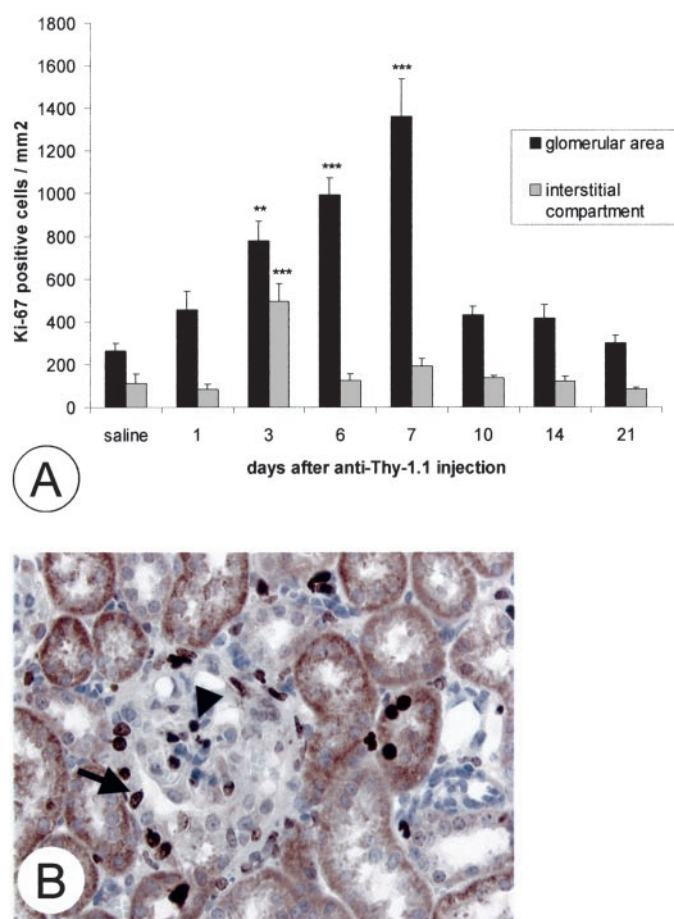 1800
1600
1400
1200
1000
800
600
400
200
0
Ki-67 positive cells / mm2
**
***
***
***
glomerular area
interstitial
compartment
saline 1 3 6 7 10 14 21
days after anti-Thy-1.1 injection
A
B